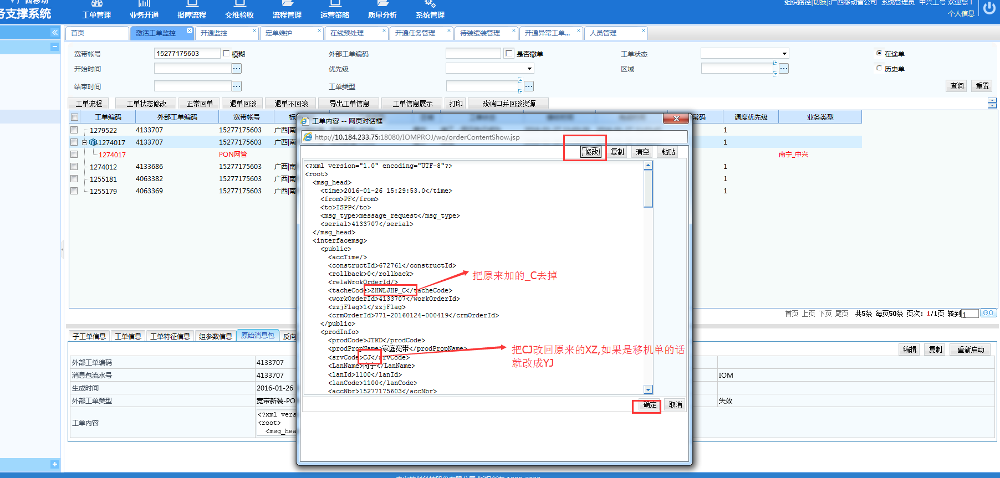 广西移动
务支撑系统
工单管理 业务开通 报障流程 交维验收 流程管理 运营策略 质量分析 系统管理
组织路径[切换]:广西移动省公司 系统管理员 中兴工号 欢迎您！
个人信息
首页 激活工单监控 开通监控 定单维护 在线预处理 开通任务管理 待装缓装管理 开通异常工单... 人员管理
宽带帐号 15277175603 模糊 外部工单编码 是否撤单 工单状态 在途单
开始时间 优先级 区域 历史单
结束时间 工单类型 查询 重置
工单流程 工单状态修改 正常回单 退单回滚 退单不回滚 导出工单信息 工单信息展示 打印 改端口并回滚资源
工单编码 外部工单编码 宽带帐号 常码 调度优先级 业务类型
1279522 4133707 15277175603 广西|南 1
1274017 4133707 15277175603 广西|南 1
1274017 PON网管 南宁_中兴
1274012 4133686 15277175603 广西|南 1
1255181 4063382 15277175603 广西|南 1
1255179 4063369 15277175603 广西|南 1
工单内容 -- 网页对话框
http://10.184.233.75:18080/IOMPROJ/wo/orderContentShow.jsp
修改 复制 清空 粘贴
<?xml version="1.0" encoding="UTF-8"?>
<root>
<msg_head>
<time>2016-01-26 15:29:53.0</time>
<from>PF</from>
<to>ISPP</to>
<msg_type>message_request</msg_type>
<serial>4133707</serial>
</msg_head>
<interfacemsg>
<public>
<accTime/>
<constructId>672761</constructId>
<rollback>0</rollback>
<relaWrokOrderId/>
<tacheCode>ZHWLJHP_C</tacheCode>
<workOrderId>4133707</workOrderId>
<zzjFlag>1</zzjFlag>
<crmOrderId>771-20160124-000419</crmOrderId>
</public>
<prodInfo>
<prodCode>JTKD</prodCode>
<prodPropName>家庭宽带</prodPropName>
<srvCode>CJ</srvCode>
<LanName>南宁</LanName>
<lanId>1100</lanId>
<lanCode>1100</lanCode>
<accNbr>15277175603</accNbr>
把原来加的_C去掉
把CJ改回原来的XZ,如果是移机单的话
就改成YJ
确定 取消
首页 上页 下页 尾页 共5条 每页50条 页次：1/1页 转到 1 GO
子工单信息 工单信息 工单特征信息 组参数信息 原始消息包 反向
编辑 复制 重新启动
外部工单编码 4133707
消息包流水号 4133707 IOM
生成时间 2016-01-26
外部工单类型 宽带新装-PO 失效
工单内容 <?xml vers
<root>
<msg_hea